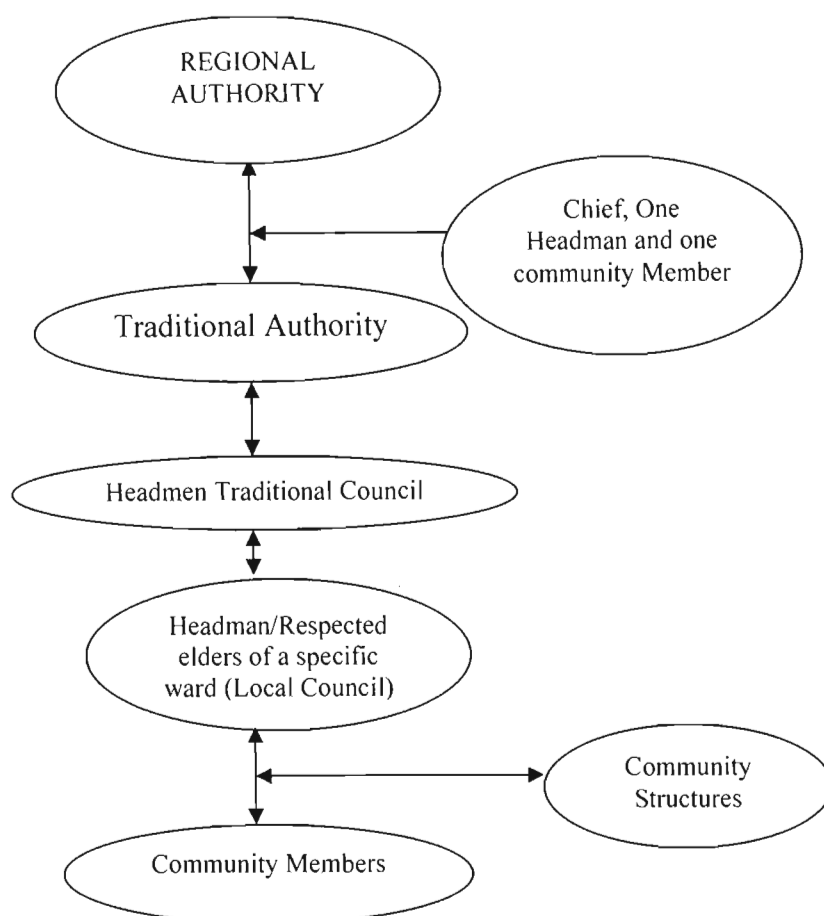 REGIONAL
AUTHORITY
Chief, One
Headman and one
community Member
Traditional Authority
Headmen Traditional Council
Headman/Respected
elders of a specific
ward (Local Council)
Community
Structures
Community Members